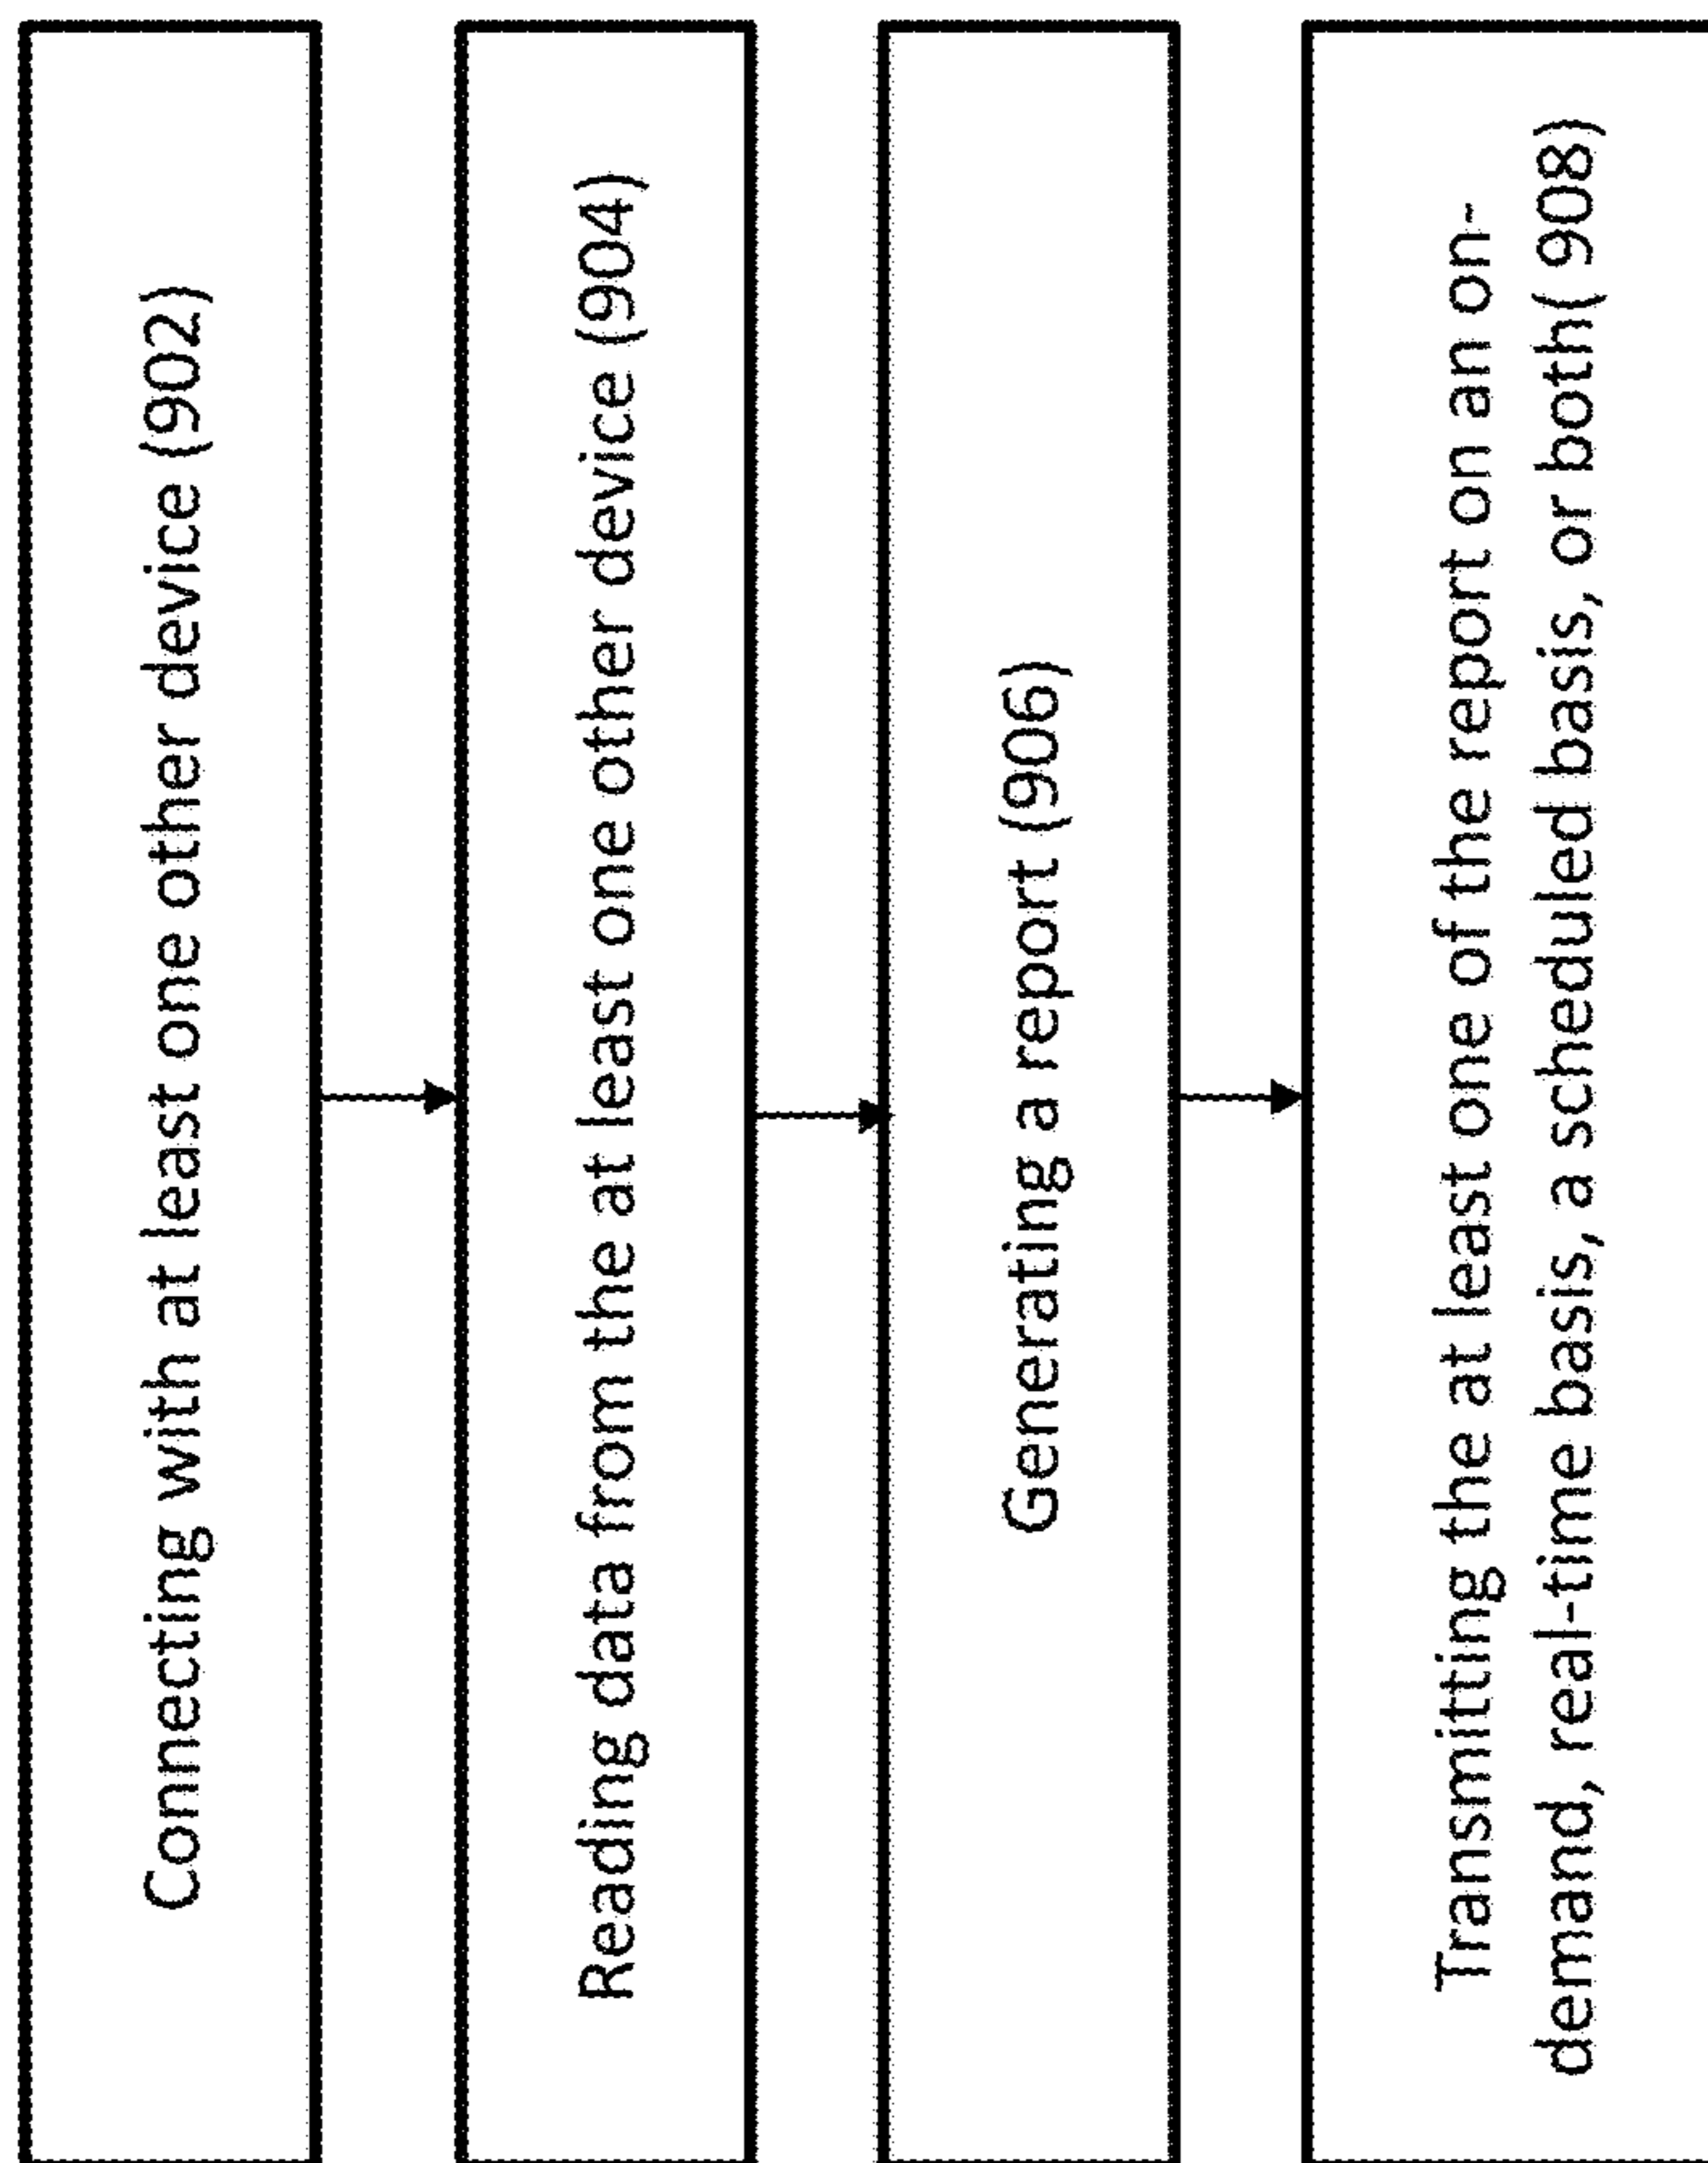 Connecting with at least one other device (902)
Reading data from the at least one other device (904)
Generating a report (906)
Transmitting the at least one of the report on an on-
demand, real-time basis, a scheduled basis, or both( 908)